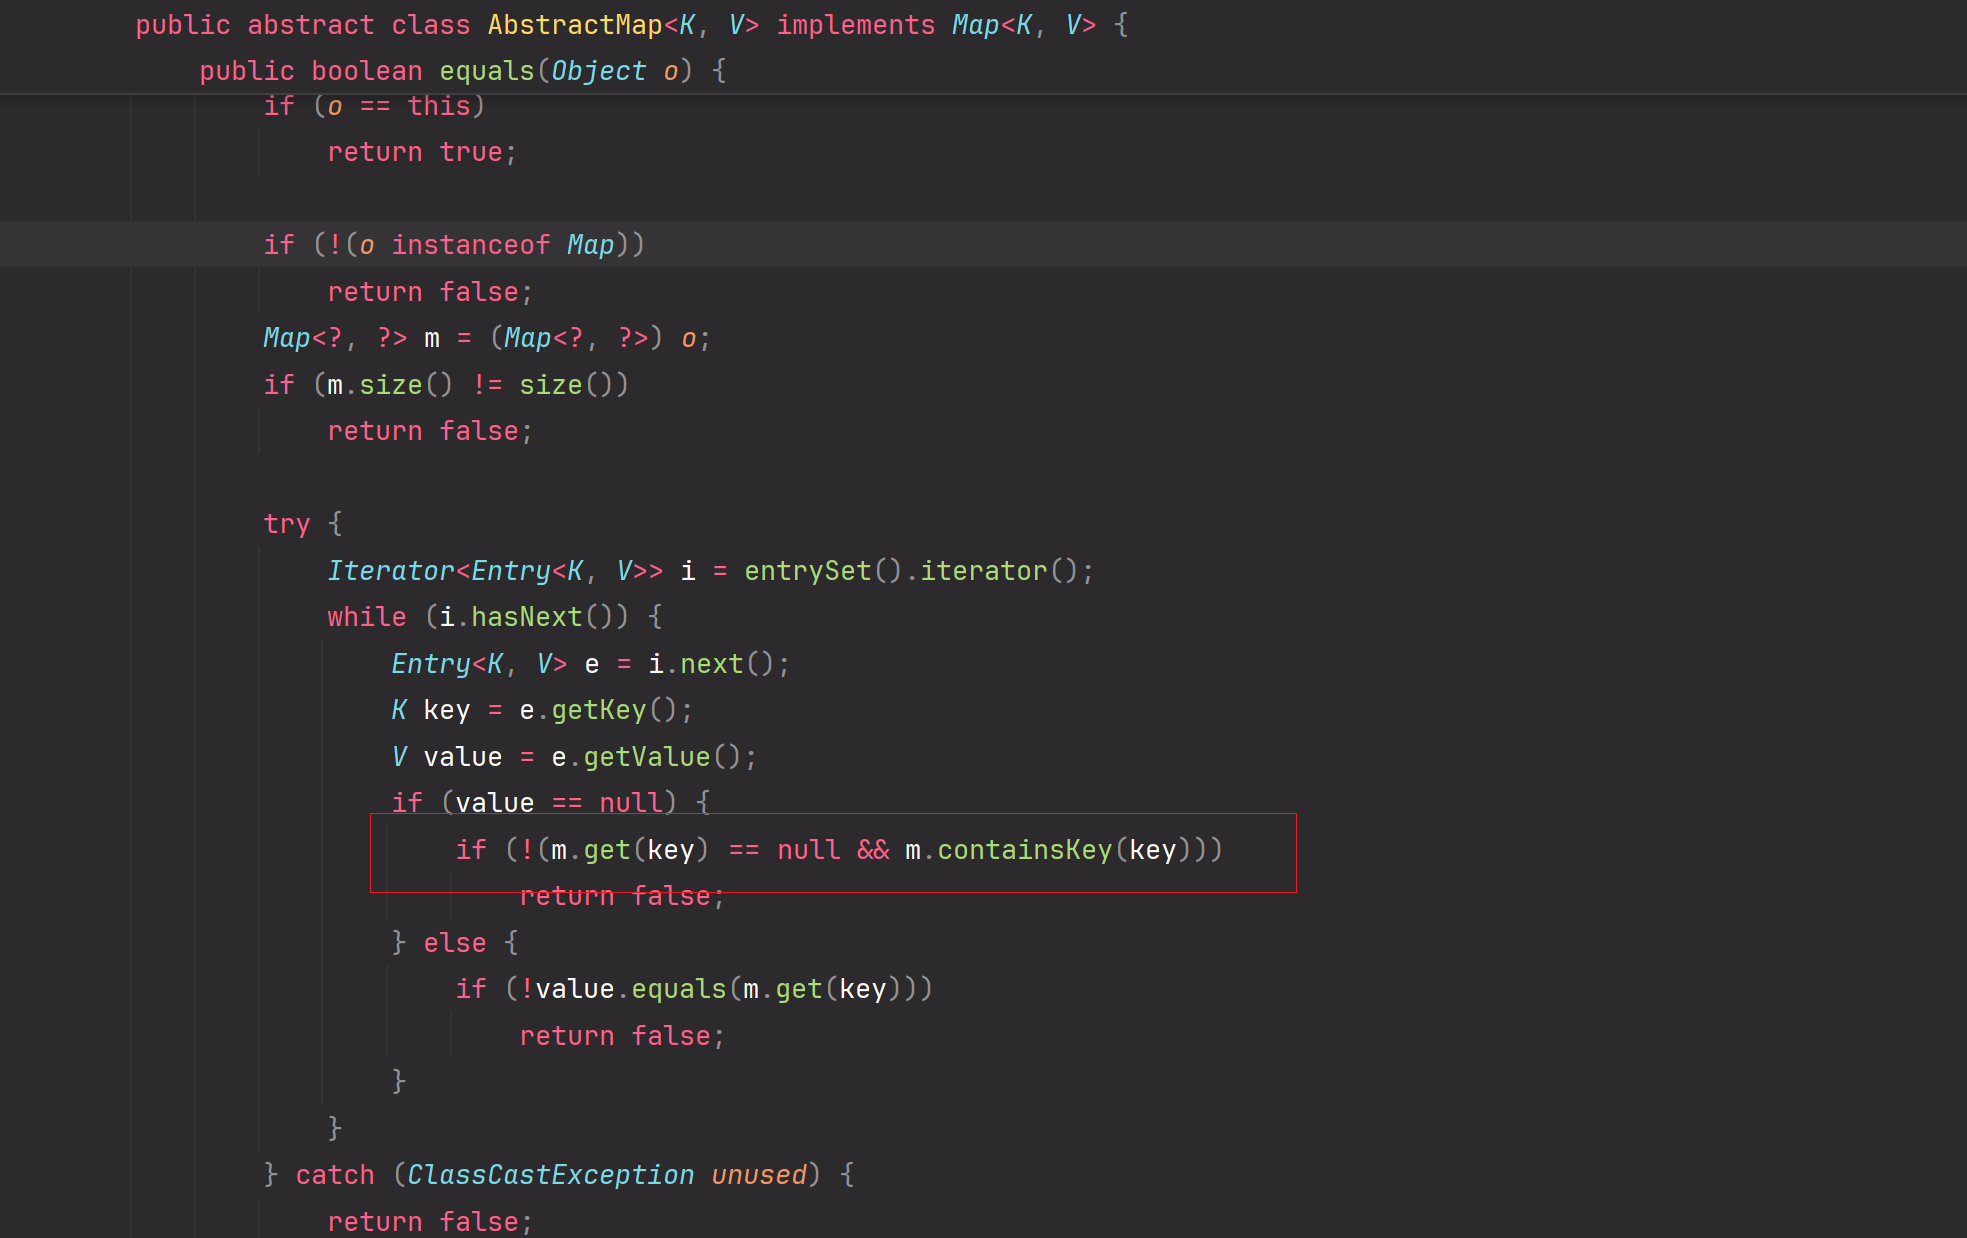 public abstract class AbstractMap<K, V> implements Map<K, V> {
    public boolean equals(Object o) {
        if (o == this)
            return true;

        if (!(o instanceof Map))
            return false;
        Map<?, ?> m = (Map<?, ?>) o;
        if (m.size() != size())
            return false;

        try {
            Iterator<Entry<K, V>> i = entrySet().iterator();
            while (i.hasNext()) {
                Entry<K, V> e = i.next();
                K key = e.getKey();
                V value = e.getValue();
                if (value == null) {
                    if (!(m.get(key) == null && m.containsKey(key)))
                        return false;
                } else {
                    if (!value.equals(m.get(key)))
                        return false;
                }
            }
        } catch (ClassCastException unused) {
            return false;